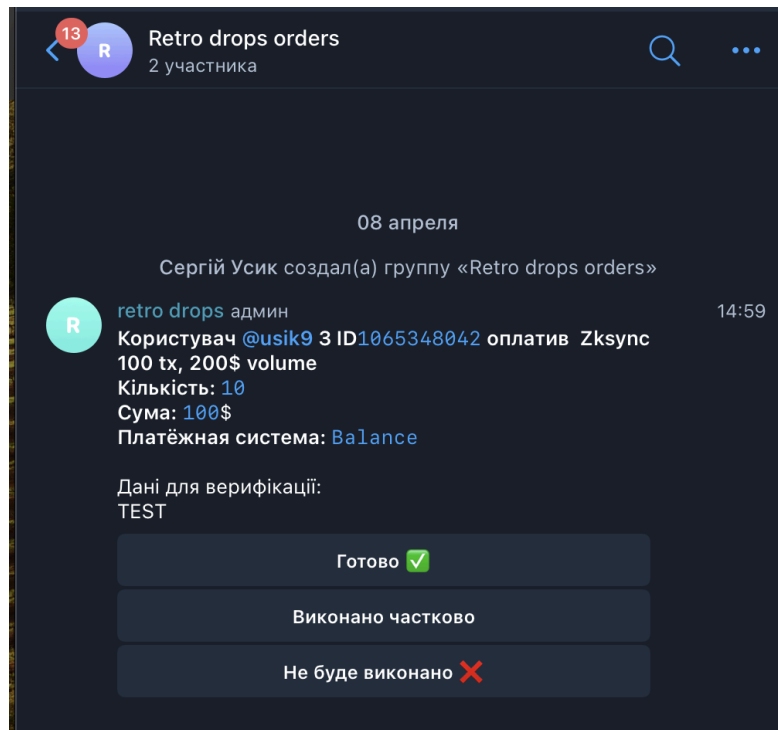 13
R
Retro drops orders
2 участника
08 апреля
Сергій Усик создал(а) группу «Retro drops orders»
R
retro drops админ 14:59
Користувач @usik9 З ID1065348042 оплатив Zksync
100 tx, 200$ volume
Кількість: 10
Сума: 100$
Платёжная система: Balance
Дані для верифікації:
TEST
Готово ✅
Виконано частково
Не буде виконано ❌